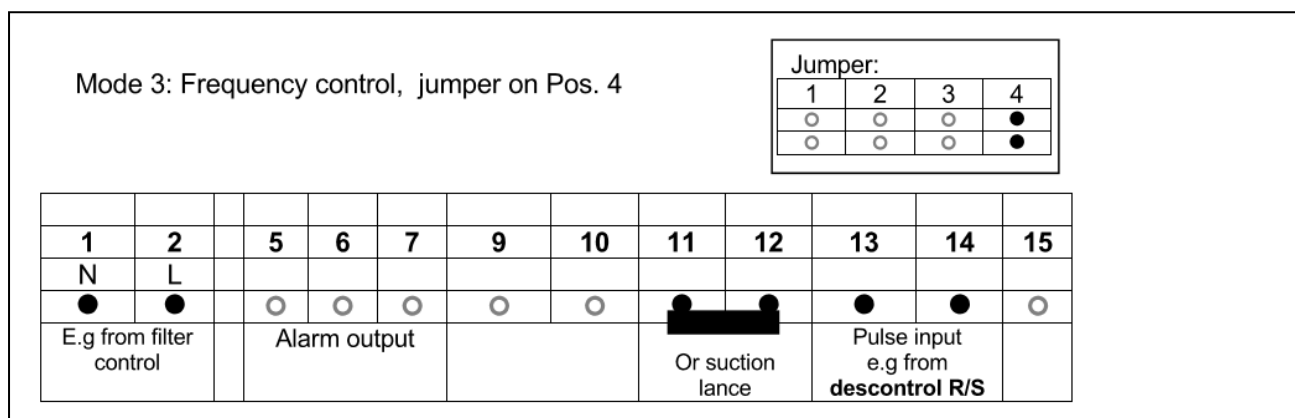 Mode 3: Frequency control, jumper on Pos. 4
Jumper:
1 2 3 4
1 2 5 6 7 9 10 11 12 13 14 15
N L
E.g from filter
control
Alarm output
Or suction
lance
Pulse input
e.g from
descontrol R/S